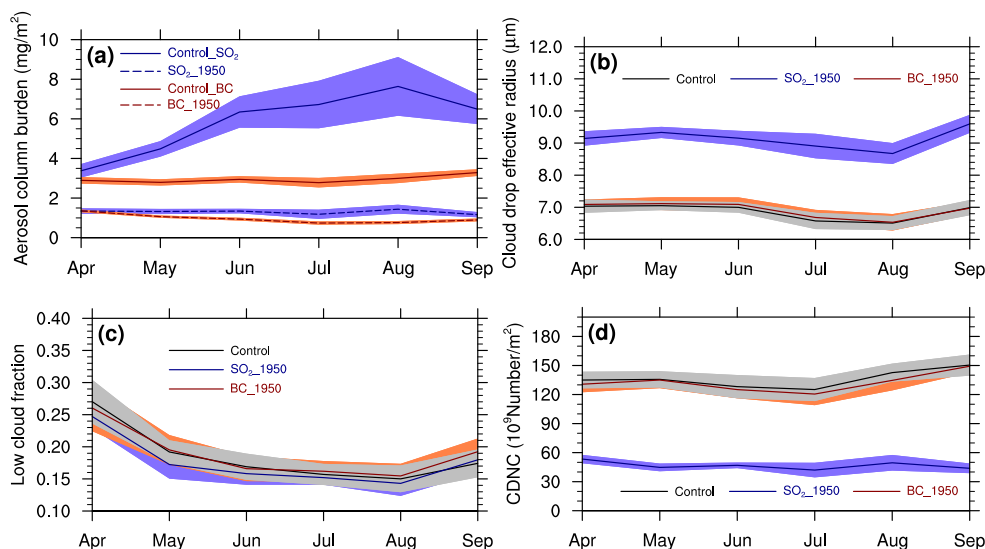 (a)
Aerosol column burden (mg/m²)
10
8
6
4
2
0
Control_SO₂
SO₂_1950
Control_BC
BC_1950
Apr May Jun Jul Aug Sep
(b)
Cloud drop effective radius (μm)
12.0
11.0
10.0
9.0
8.0
7.0
6.0
Control SO₂_1950 BC_1950
Apr May Jun Jul Aug Sep
(c)
Low cloud fraction
0.40
0.35
0.30
0.25
0.20
0.15
0.10
Control
SO₂_1950
BC_1950
Apr May Jun Jul Aug Sep
(d)
CDNC (10⁹Number/m²)
180
150
120
90
60
30
0
Control SO₂_1950 BC_1950
Apr May Jun Jul Aug Sep